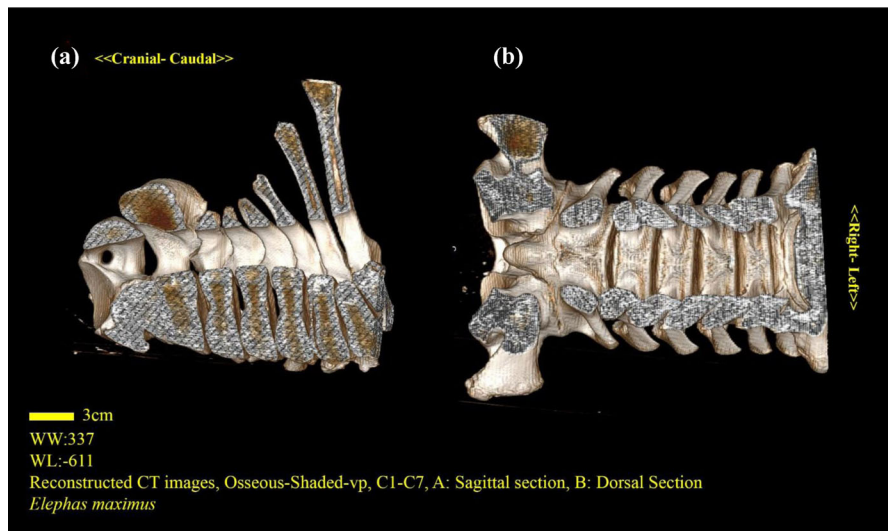 (a) <<Cranial- Caudal>>
(b)
<<Right- Left>>
3cm
WW:337
WL:-611
Reconstructed CT images, Osseous-Shaded-vp, C1-C7, A: Sagittal section, B: Dorsal Section
Elephas maximus